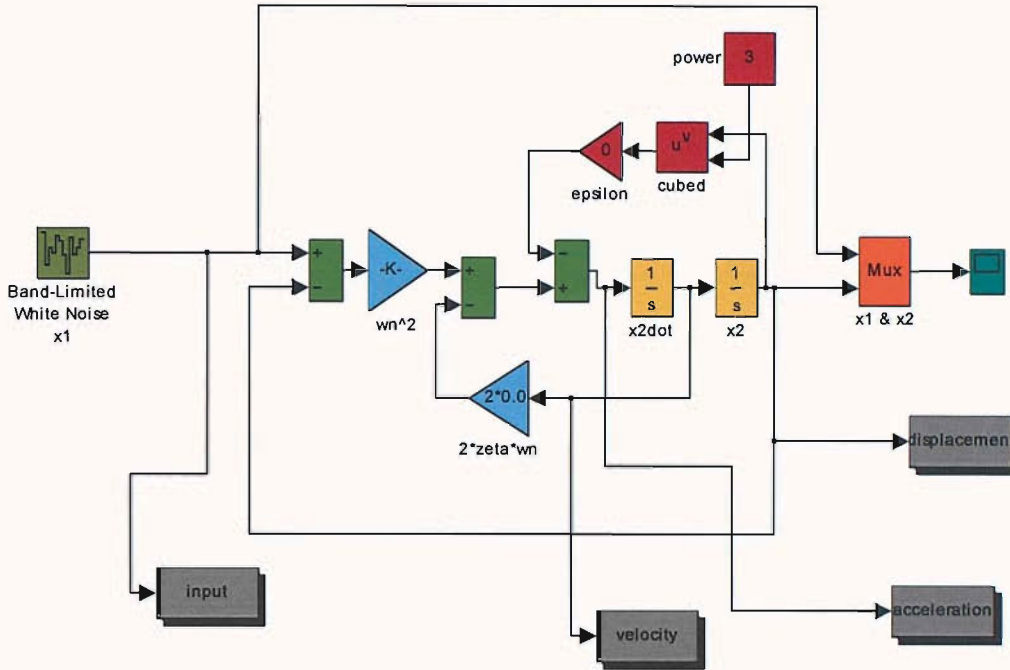 power
3
0
u^v
epsilon
cubed
+
−
-K-
+
−
−
+
1
s
1
s
Mux
Band-Limited
White Noise
x1
wn^2
x2dot
x2
x1 & x2
2*0.0
2*zeta*wn
displacemen
input
acceleration
velocity